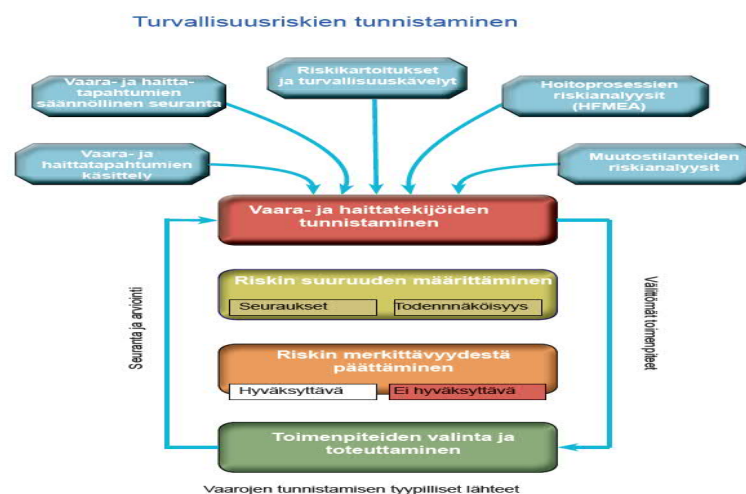 Turvallisuusriskien tunnistaminen
Vaara- ja haitta-
tapahtumien
säännöllinen seuranta
Riskikartoitukset
ja turvallisuuskävelyt
Hoitoprosessien
riskianalyysit
(HFMEA)
Vaara- ja
haittatapahtumien
käsittely
Muutostilanteiden
riskianalyysit
Vaara- ja haittatekijöiden
tunnistaminen
Riskin suuruuden määrittäminen
Seuraukset
Todennnäköisyys
Riskin merkittävyydestä
päättäminen
Hyväksyttävä
Ei hyväksyttävä
Toimenpiteiden valinta ja
toteuttaminen
Seuranta ja arviointi
Välittömät toimenpiteet
Vaarojen tunnistamisen tyypilliset lähteet